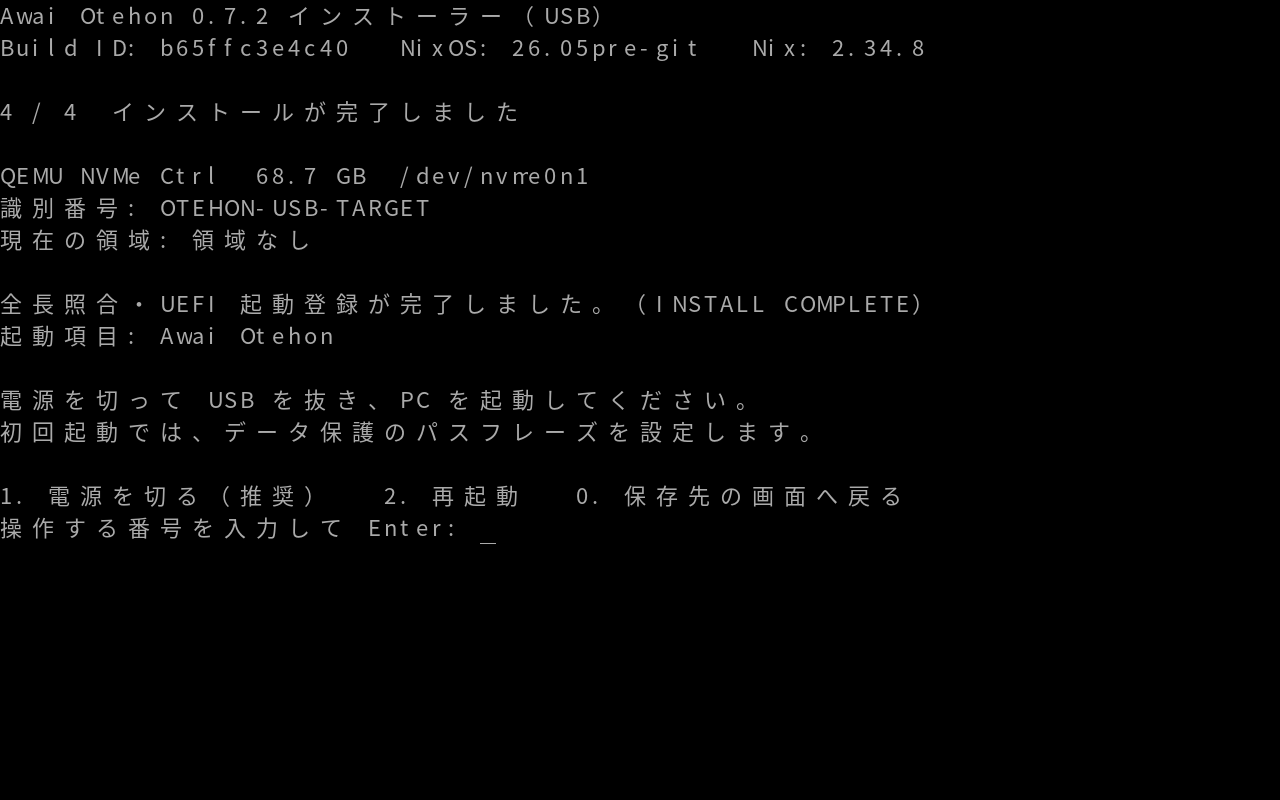 Awai Otehon 0.7.2 インストーラー（USB）
Build ID: b65ffc3e4c40 NixOS: 26.05pre-git Nix: 2.34.8
4 / 4 インストールが完了しました
QEMU NVMe Ctrl 68.7 GB /dev/nvme0n1
識別番号: OTEHON-USB-TARGET
現在の領域: 領域なし
全長照合・UEFI 起動登録が完了しました。（INSTALL COMPLETE）
起動項目: Awai Otehon
電源を切って USB を抜き、PC を起動してください。
初回起動では、データ保護のパスフレーズを設定します。
1. 電源を切る（推奨） 2. 再起動 0. 保存先の画面へ戻る
操作する番号を入力して Enter: _